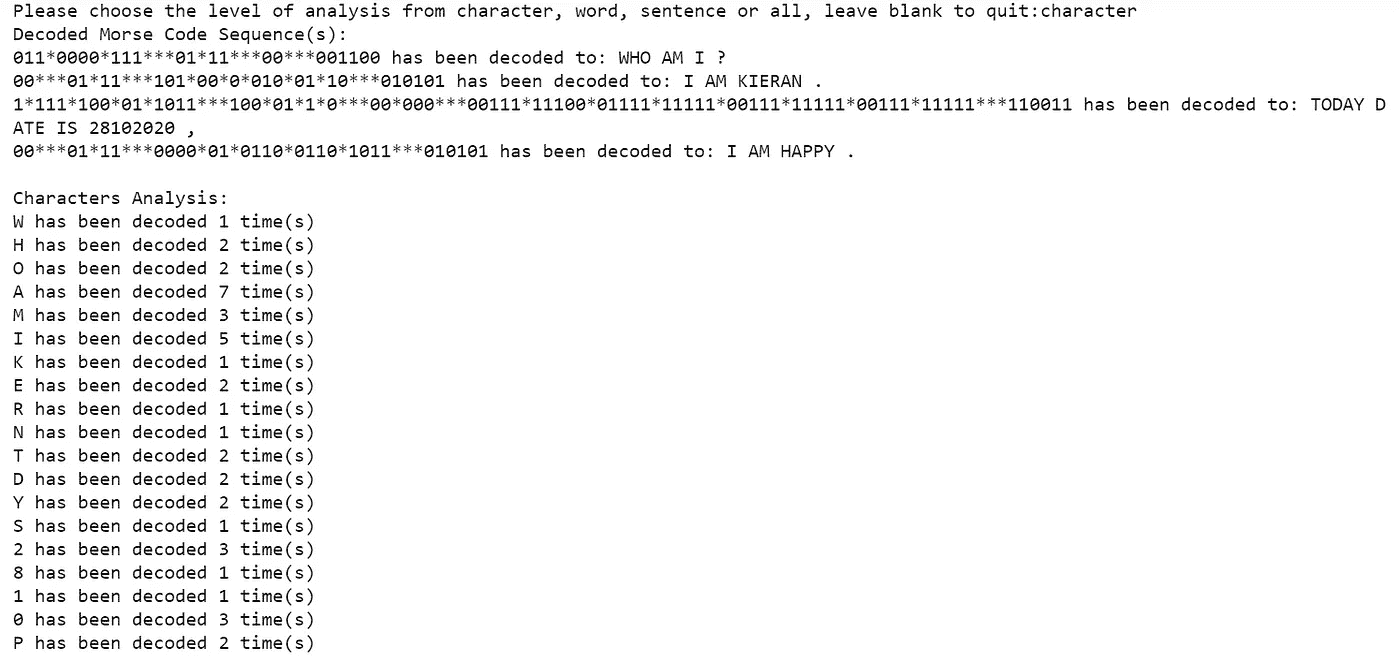 Please choose the level of analysis from character, word, sentence or all, leave blank to quit:character
Decoded Morse Code Sequence(s):
011*0000*111***01*11***00***001100 has been decoded to: WHO AM I ?
00***01*11***101*00*0*010*01*10***010101 has been decoded to: I AM KIERAN .
1*111*100*01*1011***100*01*1*0***00*000***00111*11100*01111*11111*00111*11111*00111*11111***110011 has been decoded to: TODAY D
ATE IS 28102020 ,
00***01*11***0000*01*0110*0110*1011***010101 has been decoded to: I AM HAPPY .
Characters Analysis:
W has been decoded 1 time(s)
H has been decoded 2 time(s)
O has been decoded 2 time(s)
A has been decoded 7 time(s)
M has been decoded 3 time(s)
I has been decoded 5 time(s)
K has been decoded 1 time(s)
E has been decoded 2 time(s)
R has been decoded 1 time(s)
N has been decoded 1 time(s)
T has been decoded 2 time(s)
D has been decoded 2 time(s)
Y has been decoded 2 time(s)
S has been decoded 1 time(s)
2 has been decoded 3 time(s)
8 has been decoded 1 time(s)
1 has been decoded 1 time(s)
0 has been decoded 3 time(s)
P has been decoded 2 time(s)